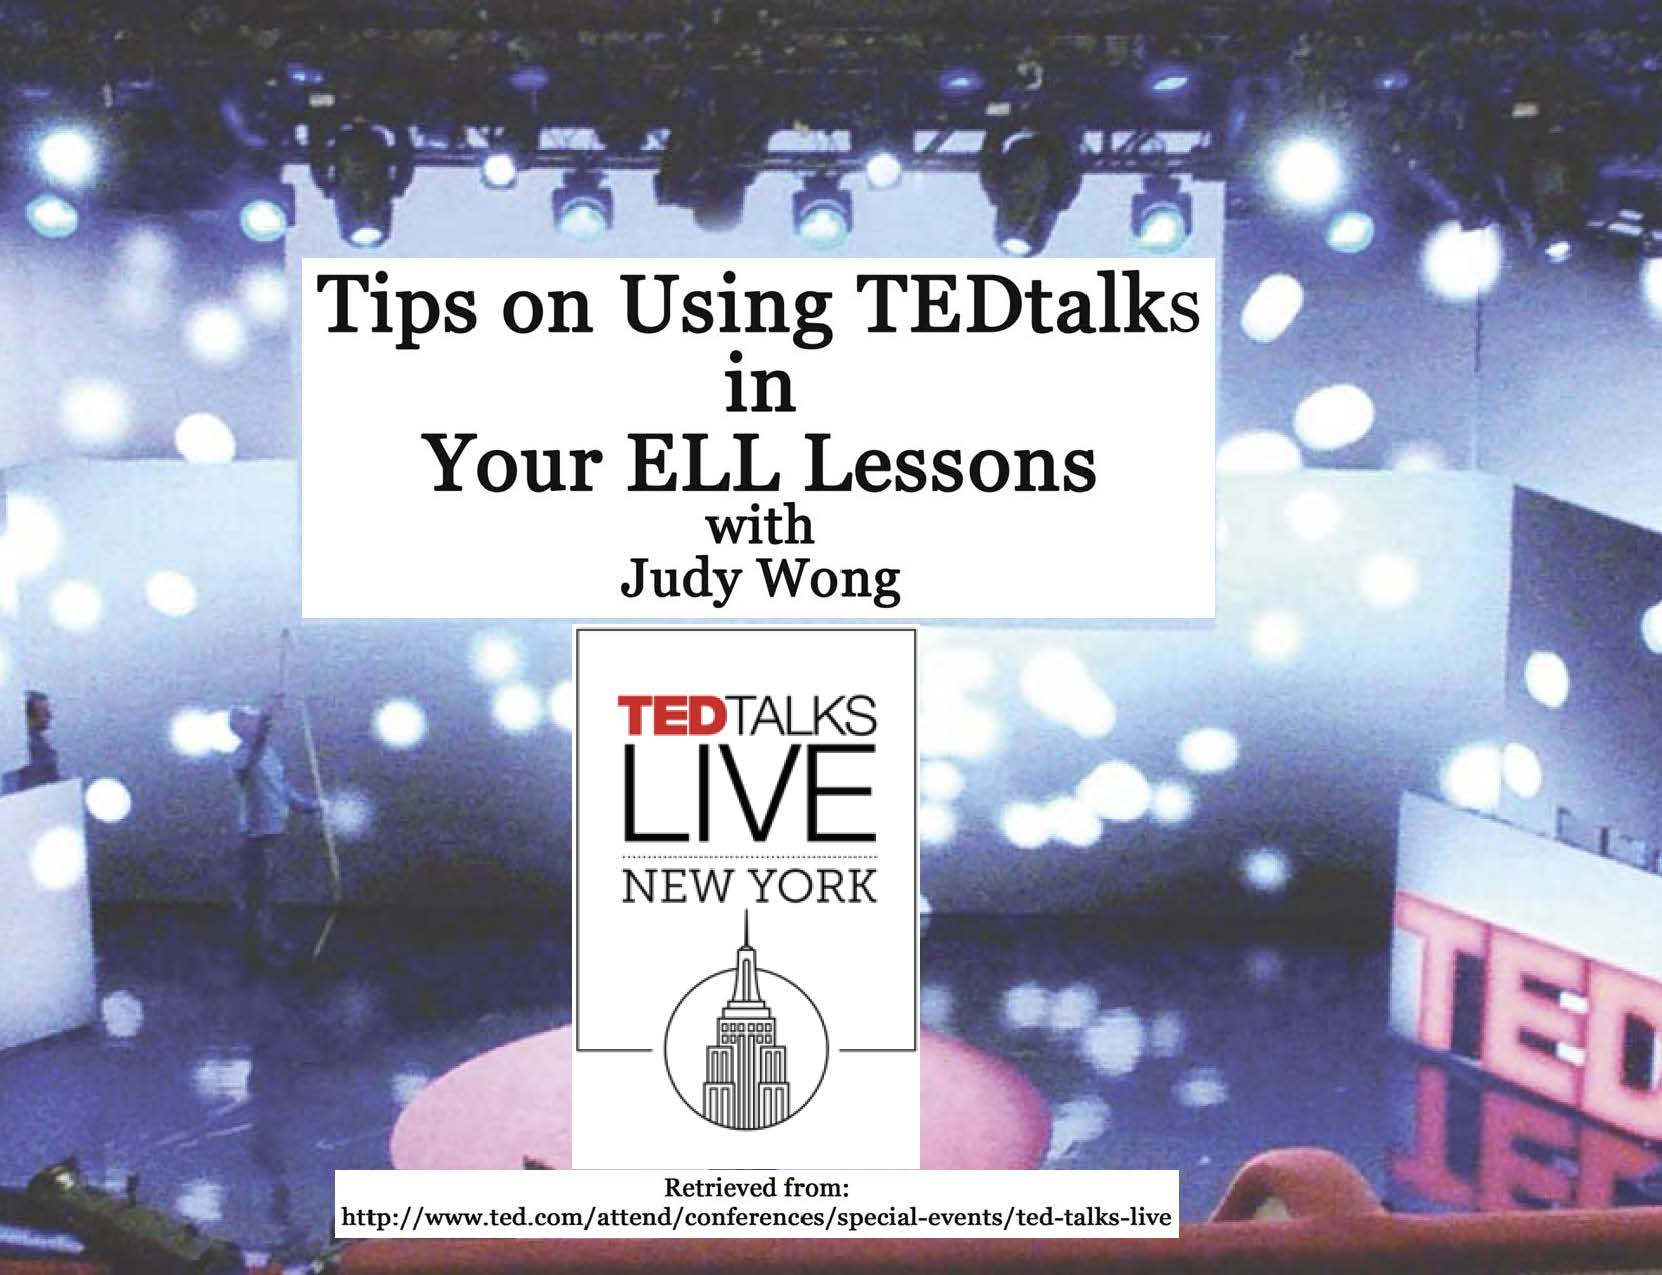 Tips on Using TEDtalks
in
Your ELL Lessons
with
Judy Wong
TEDTALKS
LIVE
NEW YORK
TED
Retrieved from:
http://www.ted.com/attend/conferences/special-events/ted-talks-live